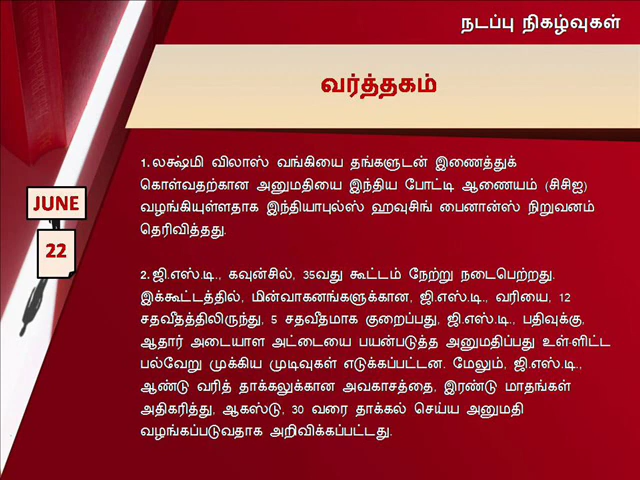 நடப்பு நிகழ்வுகள்
வர்த்தகம்
1.லக்ஷ்மி விலாஸ் வங்கியை தங்களுடன் இணைத்துக்
கொள்வதற்கான அனுமதியை இந்திய போட்டி ஆணையம் (சிசிஐ)
வழங்கியுள்ளதாக இந்தியாபுல்ஸ் ஹவுசிங் பைனான்ஸ் நிறுவனம்
தெரிவித்தது.
JUNE
22
2.ஜி.எஸ்.டி., கவுன்சில், 35வது கூட்டம் நேற்று நடைபெற்றது.
இக்கூட்டத்தில், மின்வாகனங்களுக்கான, ஜி.எஸ்.டி., வரியை, 12
சதவீதத்திலிருந்து, 5 சதவீதமாக குறைப்பது, ஜி.எஸ்.டி., பதிவுக்கு,
ஆதார் அடையாள அட்டையை பயன்படுத்த அனுமதிப்பது உள்ளிட்ட
பல்வேறு முக்கிய முடிவுகள் எடுக்கப்பட்டன. மேலும், ஜி.எஸ்.டி.,
ஆண்டு வரித் தாக்கலுக்கான அவகாசத்தை, இரண்டு மாதங்கள்
அதிகரித்து, ஆகஸ்டு, 30 வரை தாக்கல் செய்ய அனுமதி
வழங்கப்படுவதாக அறிவிக்கப்பட்டது.